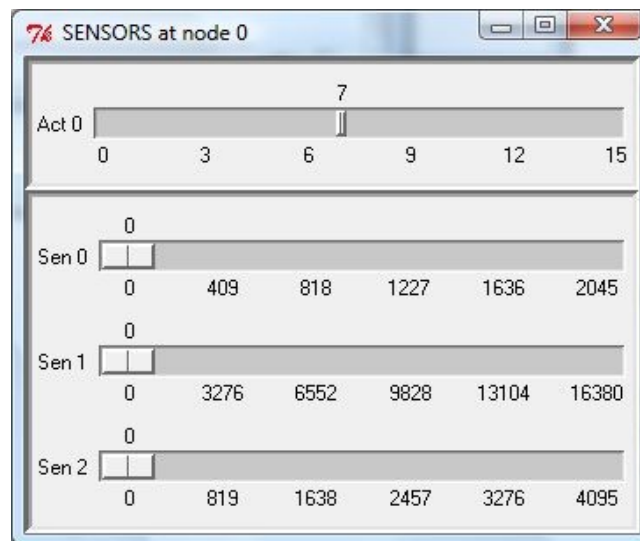 SENSORS at node 0
7
Act 0
0 3 6 9 12 15
0
Sen 0
0 409 818 1227 1636 2045
0
Sen 1
0 3276 6552 9828 13104 16380
0
Sen 2
0 819 1638 2457 3276 4095